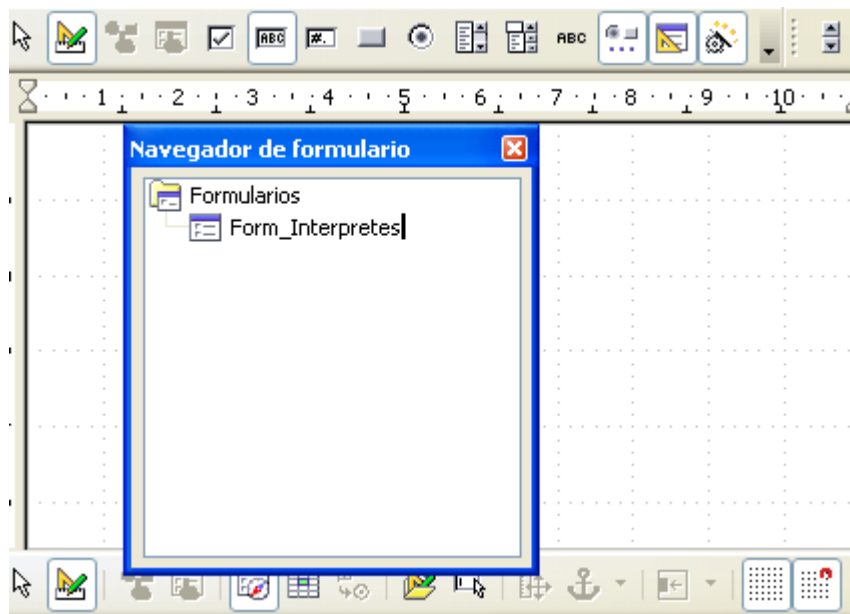 ABC #. ABC
1 2 3 4 5 6 7 8 9 10
Navegador de formulario
Formularios
Form_Interpretes